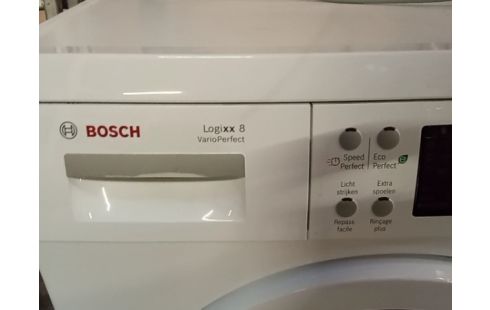 BOSCH
Logixx 8
VarioPerfect
Speed
Perfect
Eco
Perfect
Licht
strijken
Extra
spoelen
Repass.
facile
Rinçage
plus